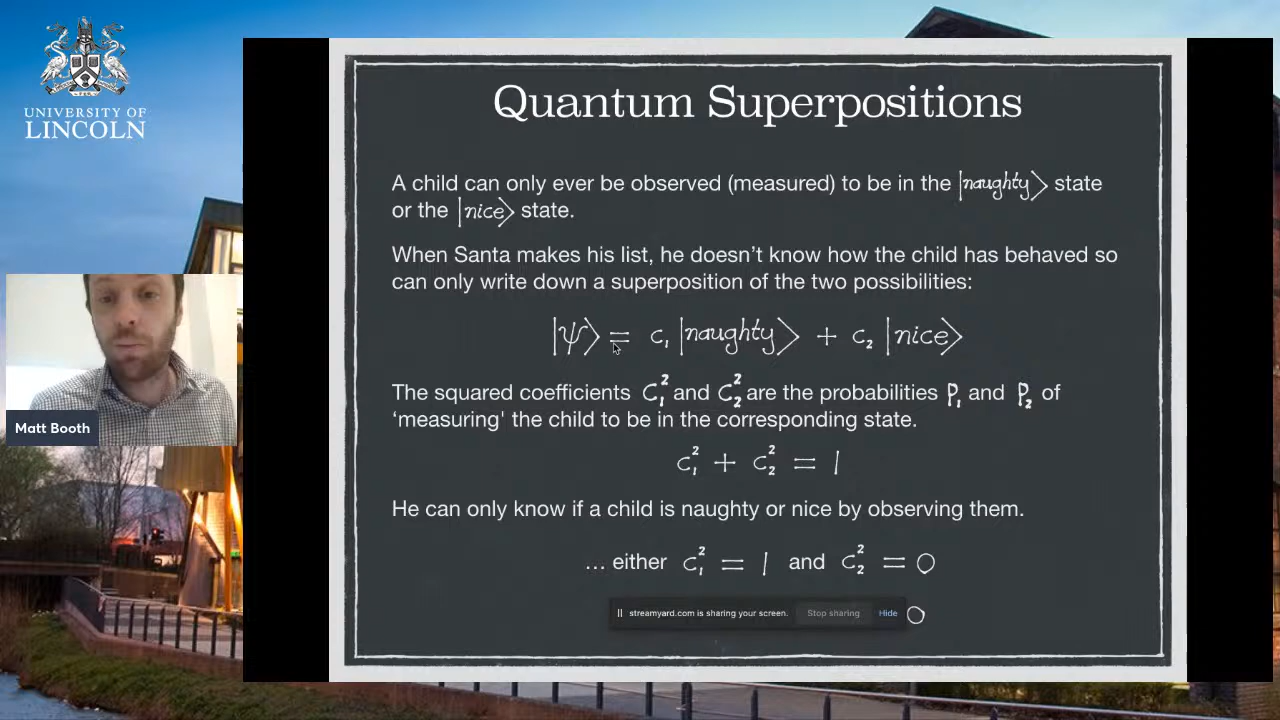 UNIVERSITY OF
LINCOLN
Quantum Superpositions
A child can only ever be observed (measured) to be in the |naughty⟩ state
or the |nice⟩ state.
When Santa makes his list, he doesn’t know how the child has behaved so
can only write down a superposition of the two possibilities:
|ψ⟩ = c₁ |naughty⟩ + c₂ |nice⟩
The squared coefficients c₁² and c₂² are the probabilities P₁ and P₂ of
‘measuring' the child to be in the corresponding state.
c₁² + c₂² = 1
He can only know if a child is naughty or nice by observing them.
... either c₁² = 1 and c₂² = 0
streamyard.com is sharing your screen. Stop sharing Hide 0
Matt Booth